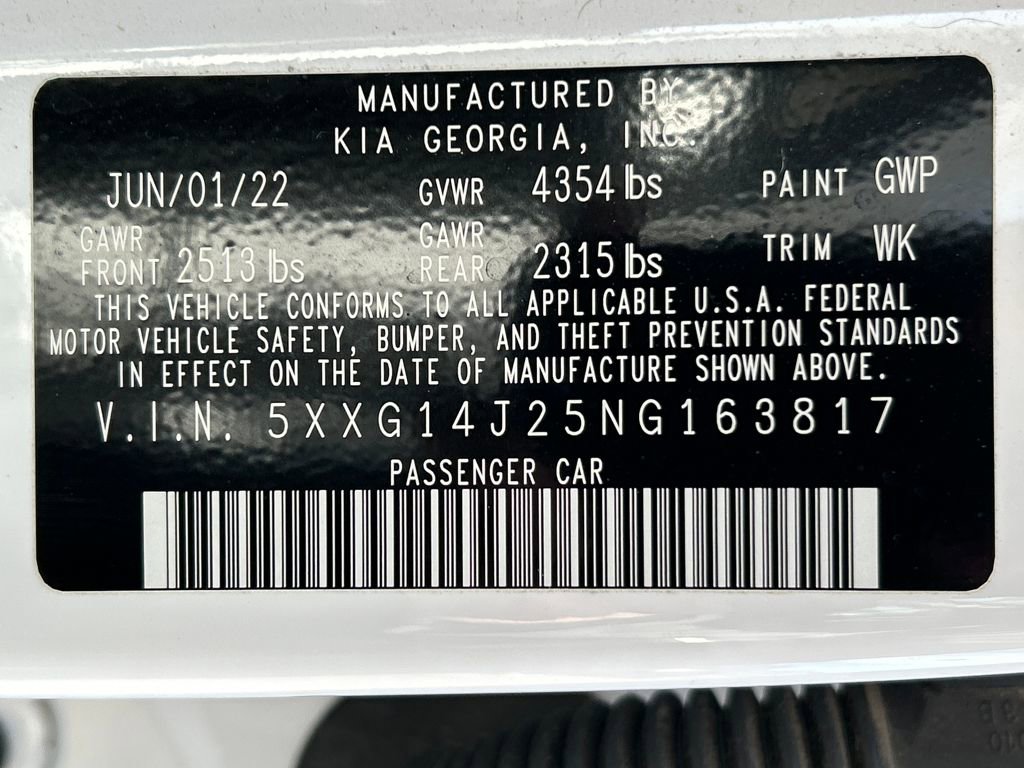 MANUFACTURED BY
KIA GEORGIA, INC.
JUN/01/22 GVWR 4354 lbs PAINT GWP
GAWR FRONT 2513 lbs GAWR REAR 2315 lbs TRIM WK
THIS VEHICLE CONFORMS TO ALL APPLICABLE U.S.A. FEDERAL
MOTOR VEHICLE SAFETY, BUMPER, AND THEFT PREVENTION STANDARDS
IN EFFECT ON THE DATE OF MANUFACTURE SHOWN ABOVE.
V.I.N. 5XXG14J25NG163817
PASSENGER CAR